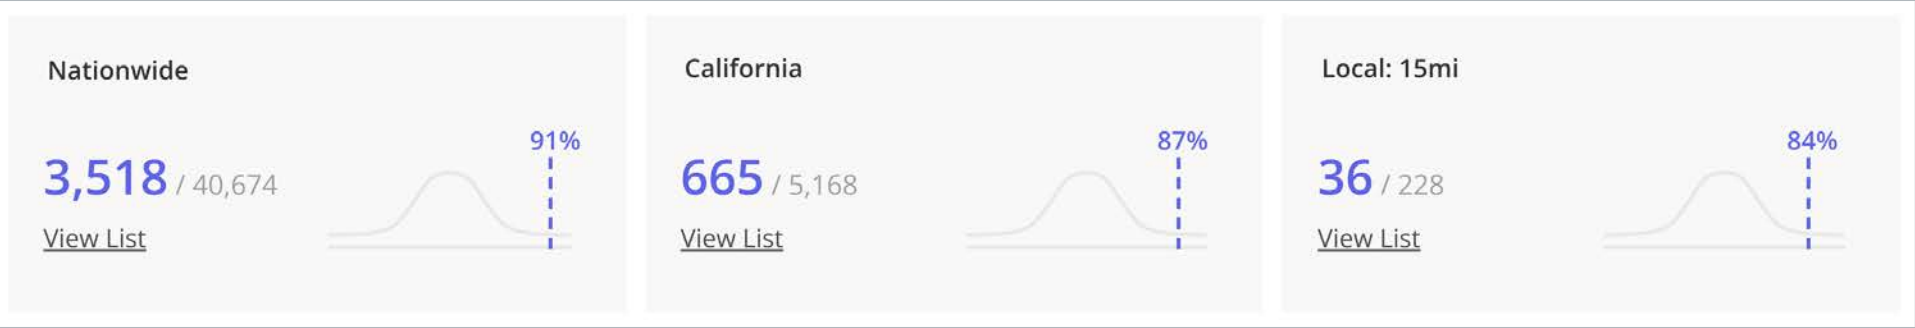 Nationwide
91%
3,518 / 40,674
View List
California
87%
665 / 5,168
View List
Local: 15mi
84%
36 / 228
View List